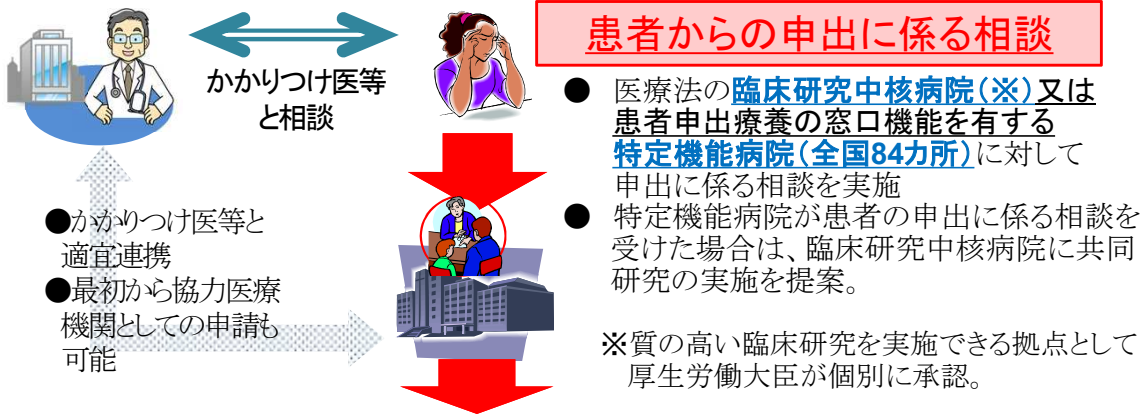 かかりつけ医等
と相談
患者からの申出に係る相談
● 医療法の臨床研究中核病院(※)又は
患者申出療養の窓口機能を有する
特定機能病院(全国84カ所)に対して
申出に係る相談を実施
● 特定機能病院が患者の申出に係る相談を
受けた場合は、臨床研究中核病院に共同
研究の実施を提案。
※質の高い臨床研究を実施できる拠点として
厚生労働大臣が個別に承認。
●かかりつけ医等と
適宜連携
●最初から協力医療
機関としての申請も
可能